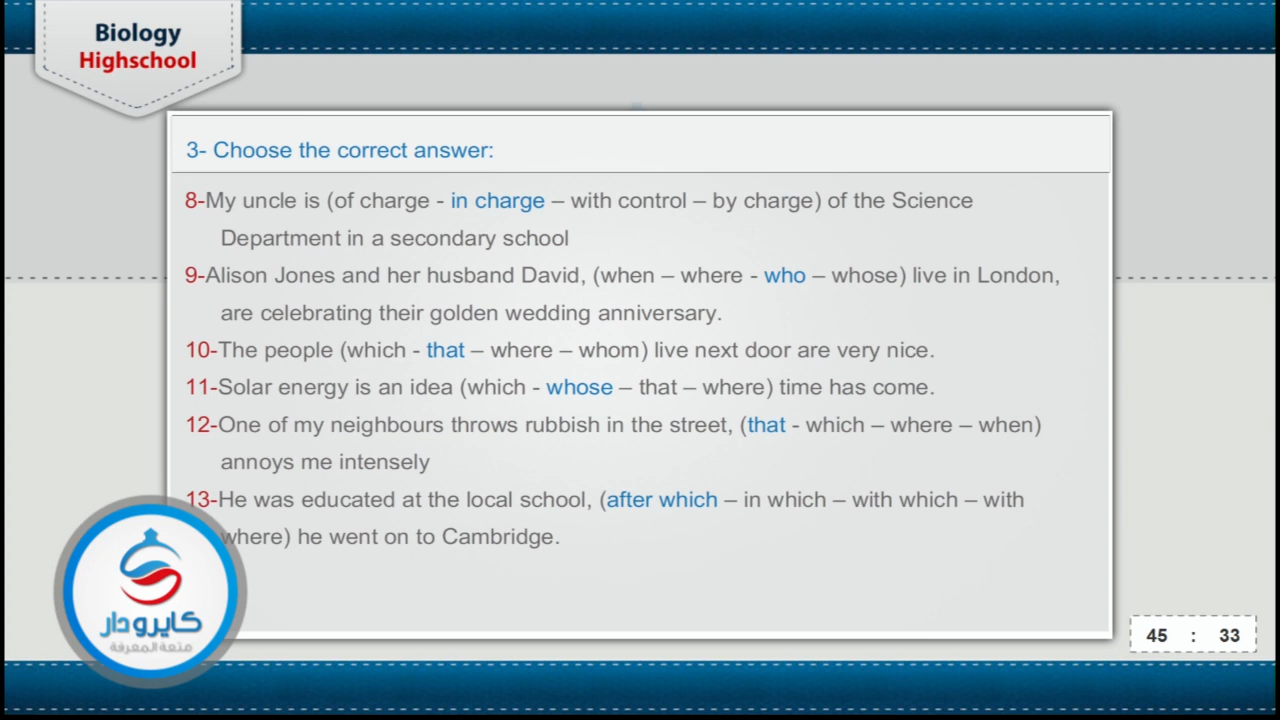 Biology
Highschool
3- Choose the correct answer:
8-My uncle is (of charge - in charge – with control – by charge) of the Science
Department in a secondary school
9-Alison Jones and her husband David, (when – where - who – whose) live in London,
are celebrating their golden wedding anniversary.
10-The people (which - that – where – whom) live next door are very nice.
11-Solar energy is an idea (which - whose – that – where) time has come.
12-One of my neighbours throws rubbish in the street, (that - which – where – when)
annoys me intensely
13-He was educated at the local school, (after which – in which – with which – with
where) he went on to Cambridge.
كايرودار
متعة المعرفة
45 : 33